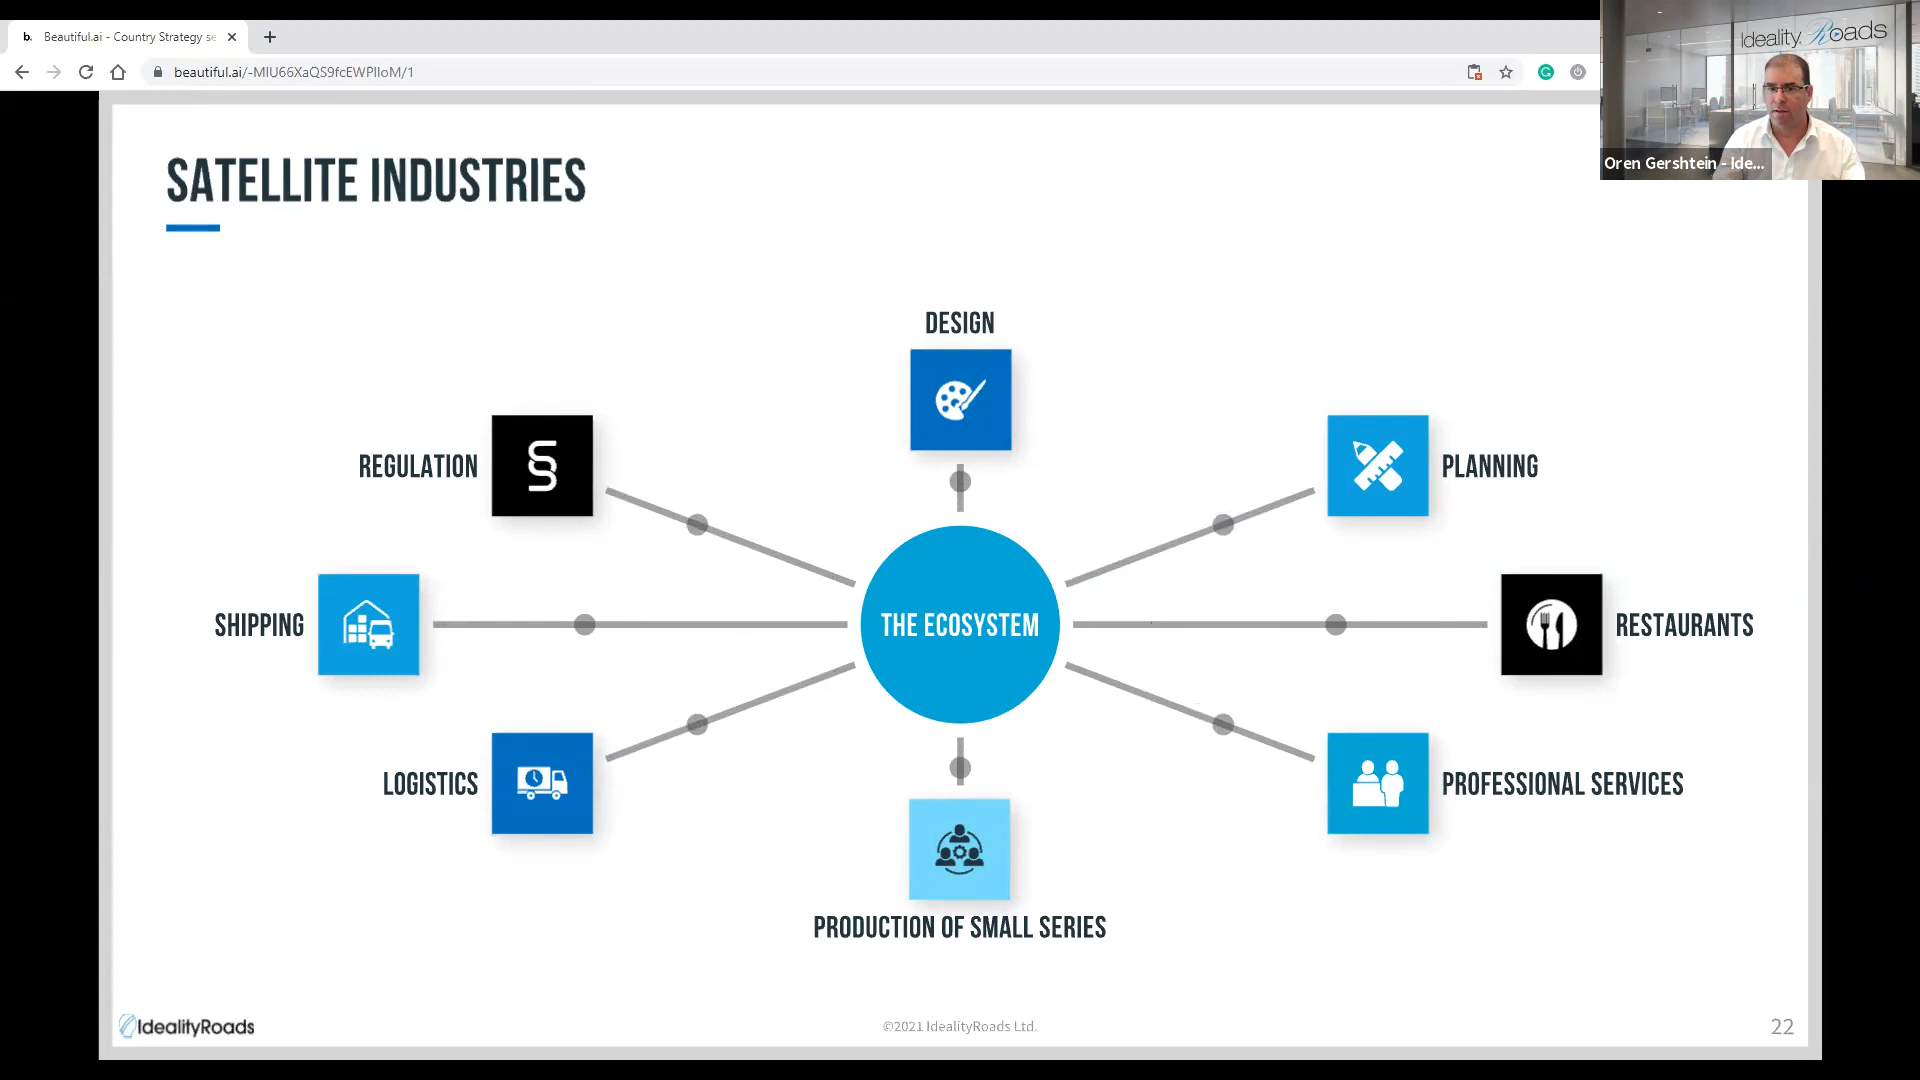 b. Beautiful.ai - Country Strategy se
beautiful.ai/-MlU66XaQS9fcEWPlIoM/1
Ideality. Roads
Oren Gershtein - Ide...
SATELLITE INDUSTRIES
DESIGN
REGULATION
§
PLANNING
SHIPPING
THE ECOSYSTEM
RESTAURANTS
LOGISTICS
PROFESSIONAL SERVICES
PRODUCTION OF SMALL SERIES
IdealityRoads
©2021 IdealityRoads Ltd.
22